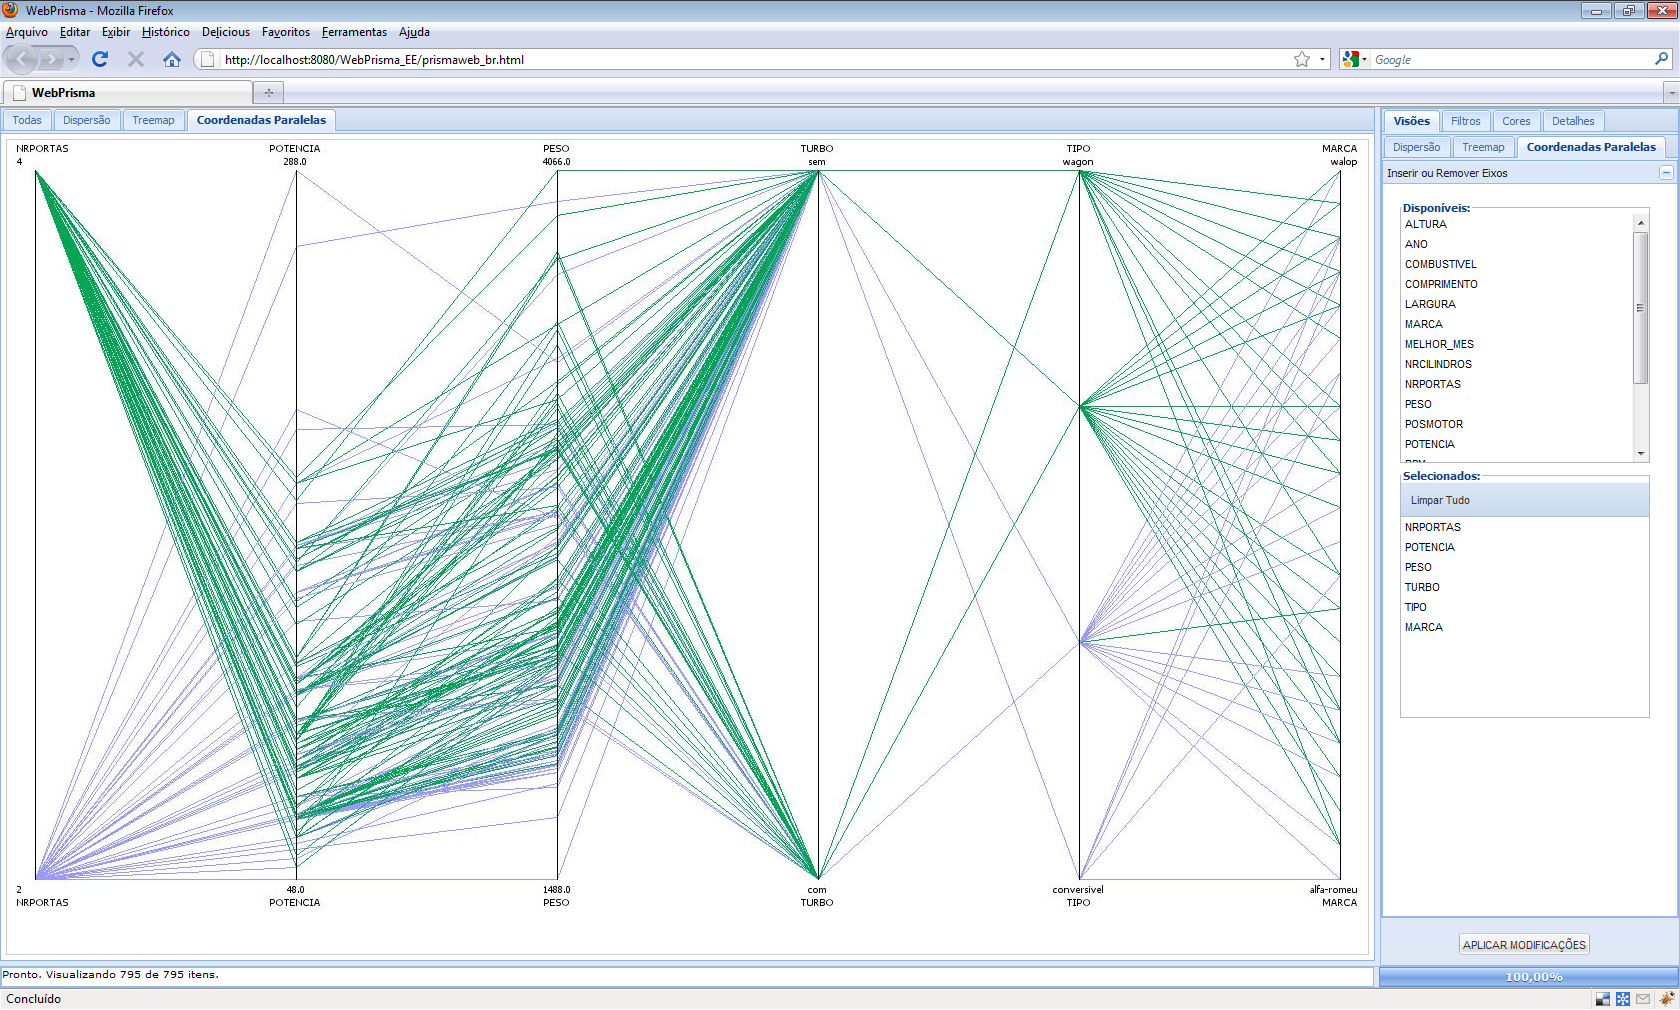 WebPrisma - Mozilla Firefox
Arquivo Editar Exibir Histórico Delicious Favoritos Ferramentas Ajuda
http://localhost:8080/WebPrisma_EE/prismaweb_br.html
Google
WebPrisma
Todas Dispersão Treemap Coordenadas Paralelas
NRPORTAS POTENCIA PESO TURBO TIPO MARCA
4 288.0 4066.0 sem wagon walop
2 48.0 1488.0 com conversivel alfa-romeu
NRPORTAS POTENCIA PESO TURBO TIPO MARCA
Visões Filtros Cores Detalhes
Dispersão Treemap Coordenadas Paralelas
Inserir ou Remover Eixos
Disponíveis:
ALTURA
ANO
COMBUSTIVEL
COMPRIMENTO
LARGURA
MARCA
MELHOR_MES
NRCILINDROS
NRPORTAS
PESO
POSMOTOR
POTENCIA
Selecionados:
Limpar Tudo
NRPORTAS
POTENCIA
PESO
TURBO
TIPO
MARCA
APLICAR MODIFICAÇÕES
Pronto. Visualizando 795 de 795 itens.
100,00%
Concluído